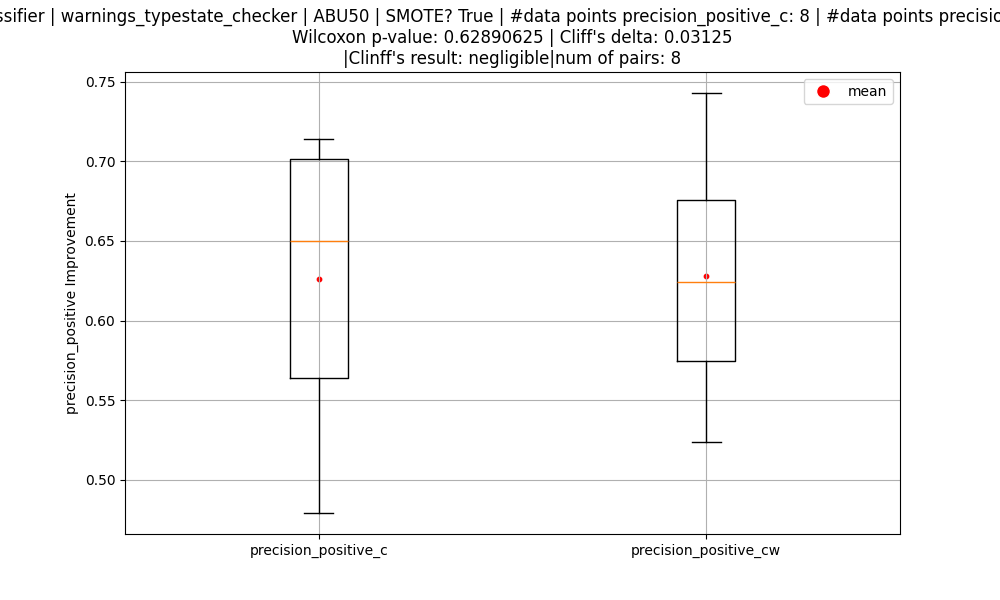 | warnings_typestate_checker | ABU50 | SMOTE? True | #data points precision_positive_c: 8 | #data points
Wilcoxon p-value: 0.62890625 | Cliff's delta: 0.03125
|Clinff's result: negligible|num of pairs: 8
0.75
mean
0.70
0.65
0.60
0.55
0.50
precision_positive Improvement
precision_positive_c
precision_positive_cw